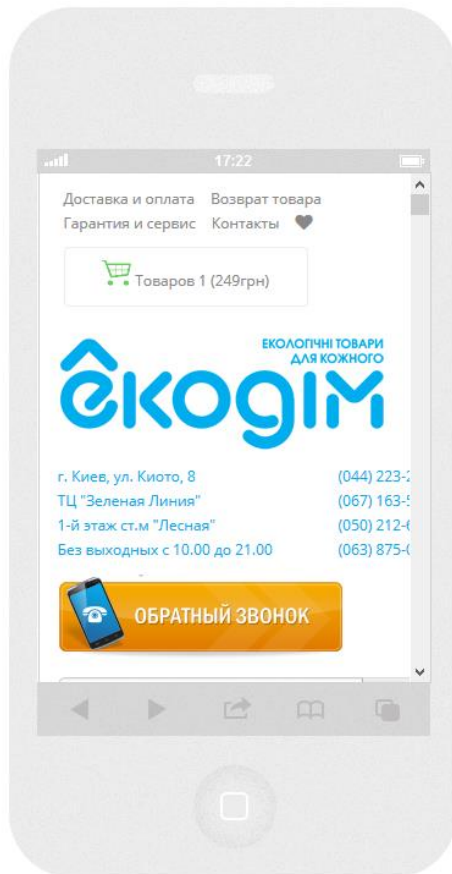 17:22
Доставка и оплата Возврат товара
Гарантия и сервис Контакты
Товаров 1 (249грн)
ЕКОЛОГІЧНІ ТОВАРИ
ДЛЯ КОЖНОГО
екодім
г. Киев, ул. Киото, 8 (044) 223-
ТЦ "Зеленая Линия" (067) 163-
1-й этаж ст.м "Лесная" (050) 212-
Без выходных с 10.00 до 21.00 (063) 875-
ОБРАТНЫЙ ЗВОНОК